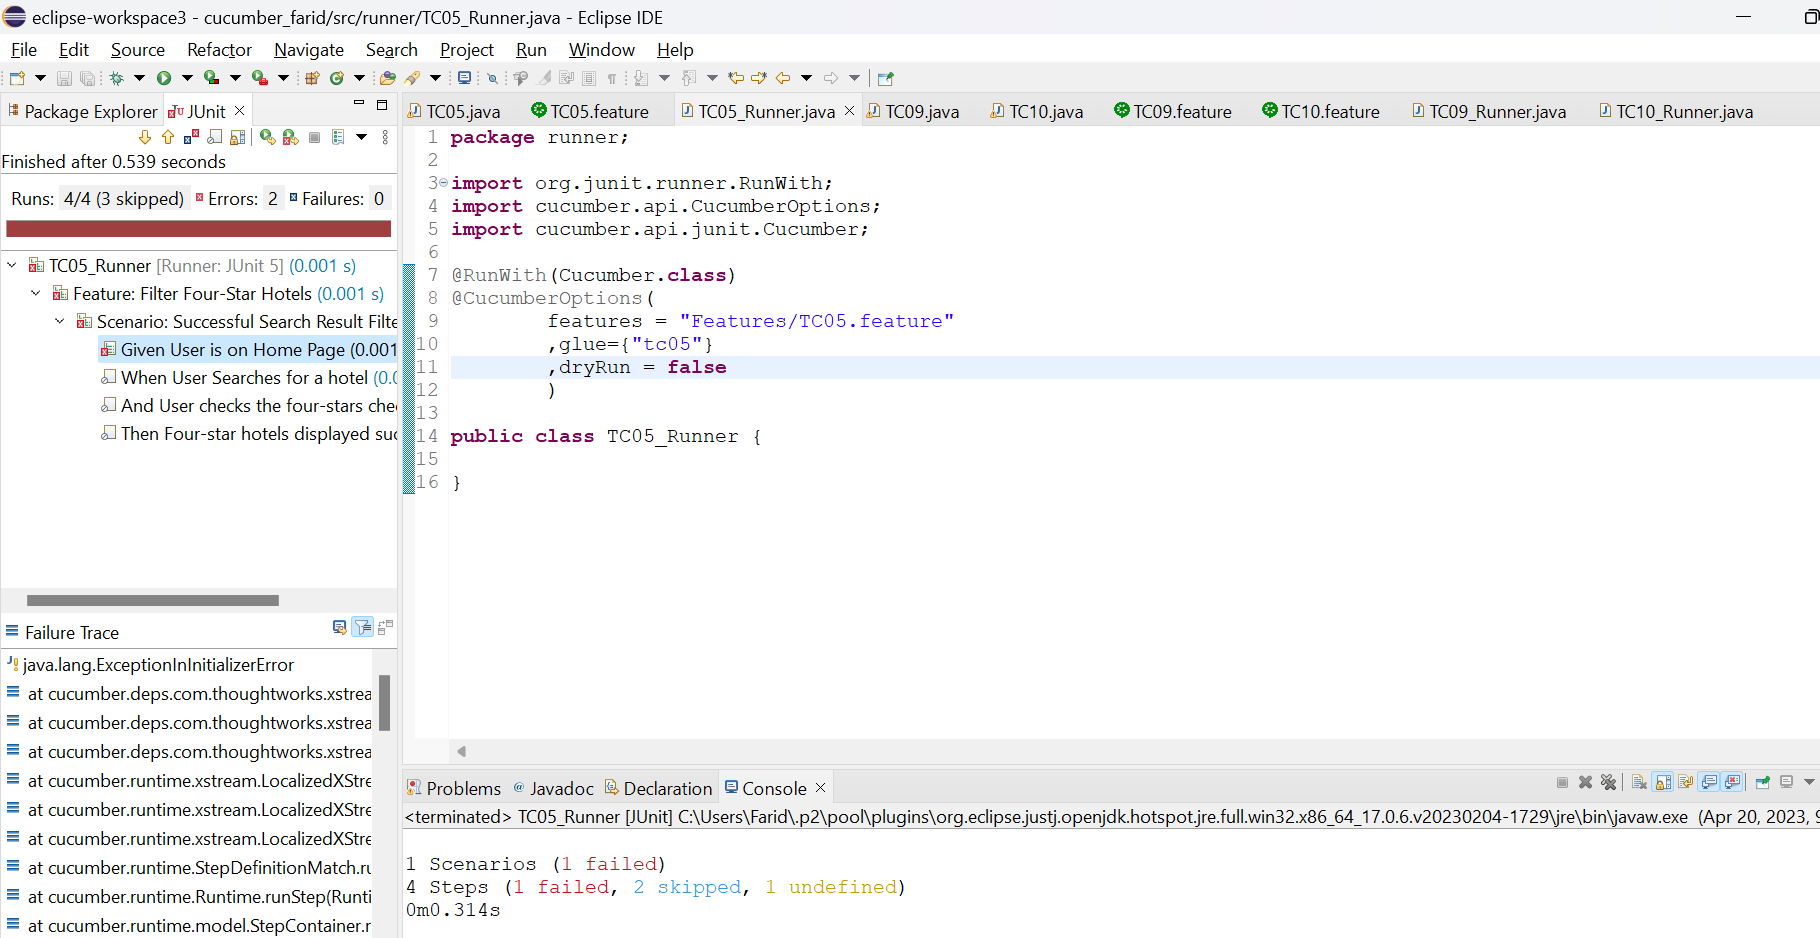 eclipse-workspace3 - cucumber_farid/src/runner/TC05_Runner.java - Eclipse IDE
File Edit Source Refactor Navigate Search Project Run Window Help
Package Explorer JUnit
Finished after 0.539 seconds
Runs: 4/4 (3 skipped) Errors: 2 Failures: 0
TC05_Runner [Runner: JUnit 5] (0.001 s)
Feature: Filter Four-Star Hotels (0.001 s)
Scenario: Successful Search Result Filte
Given User is on Home Page (0.001
When User Searches for a hotel (0.0
And User checks the four-stars che
Then Four-star hotels displayed suc
Failure Trace
java.lang.ExceptionInInitializerError
at cucumber.deps.com.thoughtworks.xstrea
at cucumber.deps.com.thoughtworks.xstrea
at cucumber.deps.com.thoughtworks.xstrea
at cucumber.runtime.xstream.LocalizedXStre
at cucumber.runtime.xstream.LocalizedXStre
at cucumber.runtime.xstream.LocalizedXStre
at cucumber.runtime.StepDefinitionMatch.ru
at cucumber.runtime.Runtime.runStep(Runti
at cucumber.runtime.model.StepContainer.r
TC05.java TC05.feature TC05_Runner.java TC09.java TC10.java TC09.feature TC10.feature TC09_Runner.java TC10_Runner.java
1 package runner;
2
3 import org.junit.runner.RunWith;
4 import cucumber.api.CucumberOptions;
5 import cucumber.api.junit.Cucumber;
6
7 @RunWith(Cucumber.class)
8 @CucumberOptions(
9 features = "Features/TC05.feature"
10 ,glue={"tc05"}
11 ,dryRun = false
12 )
13
14 public class TC05_Runner {
15
16 }
Problems Javadoc Declaration Console
<terminated> TC05_Runner [JUnit] C:\Users\Farid\.p2\pool\plugins\org.eclipse.justj.openjdk.hotspot.jre.full.win32.x86_64_17.0.6.v20230204-1729\jre\bin\javaw.exe (Apr 20, 2023, 9
1 Scenarios (1 failed)
4 Steps (1 failed, 2 skipped, 1 undefined)
0m0.314s